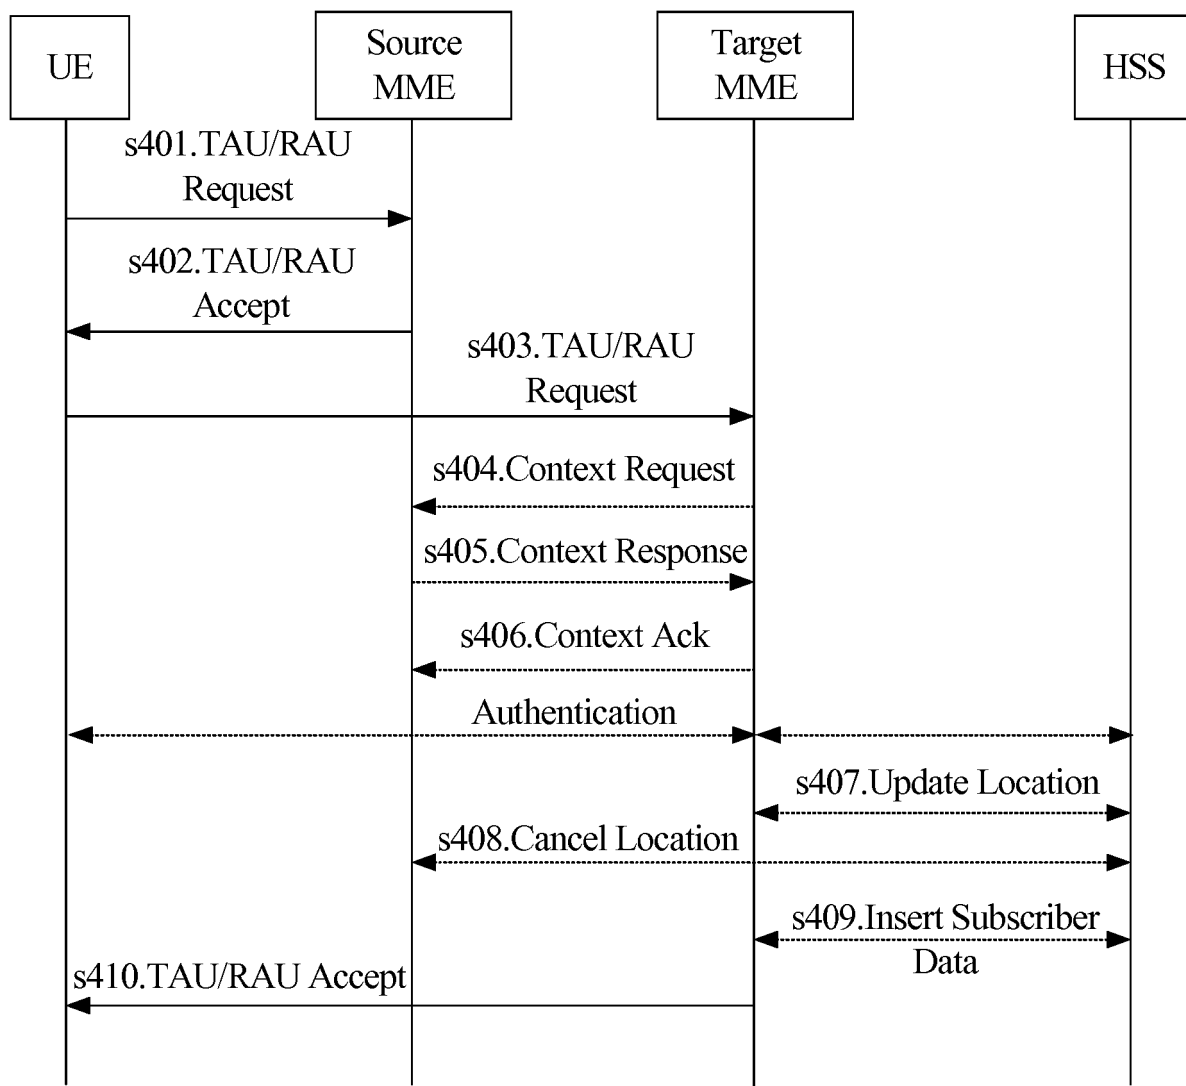 UE
Source
MME
Target
MME
HSS
s401.TAU/RAU
Request
s402.TAU/RAU
Accept
s403.TAU/RAU
Request
s404.Context Request
s405.Context Response
s406.Context Ack
Authentication
s407.Update Location
s408.Cancel Location
s409.Insert Subscriber
Data
s410.TAU/RAU Accept